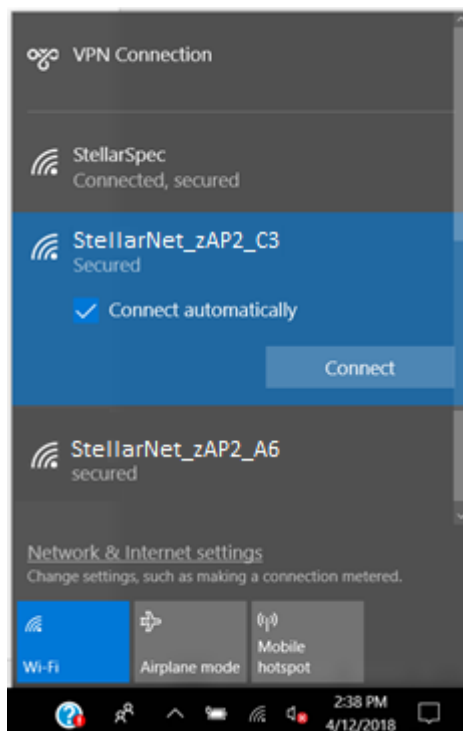 VPN Connection
StellarSpec
Connected, secured
StellarNet_zAP2_C3
Secured
Connect automatically
Connect
StellarNet_zAP2_A6
secured
Network & Internet settings
Change settings, such as making a connection metered.
Wi-Fi
Airplane mode
Mobile
hotspot
2:38 PM
4/12/2018